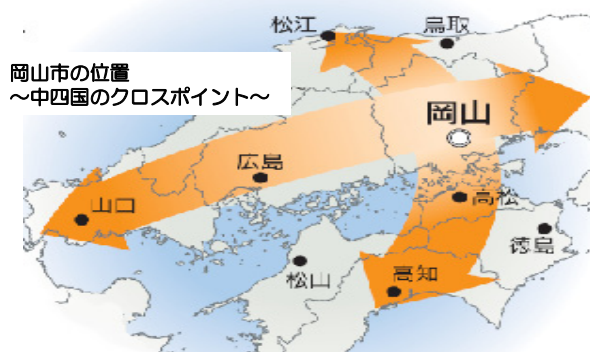 松江
鳥取
岡山市の位置
～中四国のクロスポイント～
岡山
広島
山口
高松
徳島
松山
高知